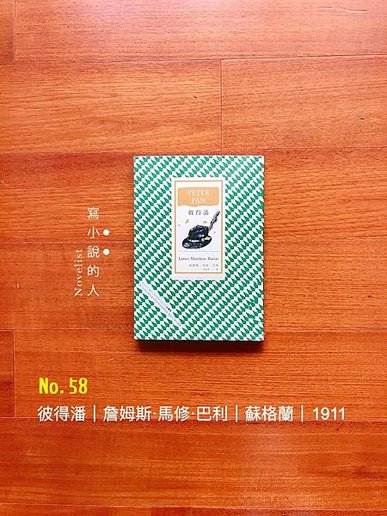 寫小說的人
Novelist
PETER
PAN
彼得潘
James Matthew Barrie
No. 58
彼得潘｜詹姆斯·馬修·巴利｜蘇格蘭｜1911